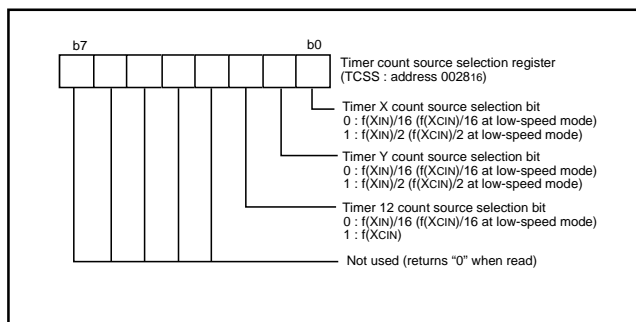 b7
b0
Timer count source selection register
(TCSS : address 002816)
Timer X count source selection bit
0 : f(XIN)/16 (f(XCIN)/16 at low-speed mode)
1 : f(XIN)/2 (f(XCIN)/2 at low-speed mode)
Timer Y count source selection bit
0 : f(XIN)/16 (f(XCIN)/16 at low-speed mode)
1 : f(XIN)/2 (f(XCIN)/2 at low-speed mode)
Timer 12 count source selection bit
0 : f(XIN)/16 (f(XCIN)/16 at low-speed mode)
1 : f(XCIN)
Not used (returns “0” when read)